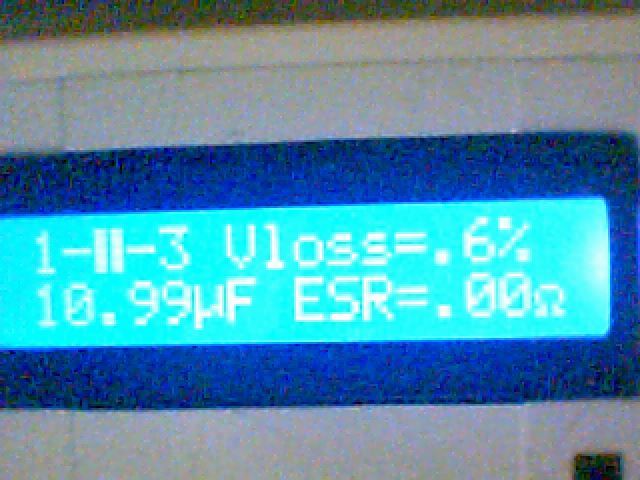 1-||-3 Vloss=.6%
10.99µF ESR=.00Ω